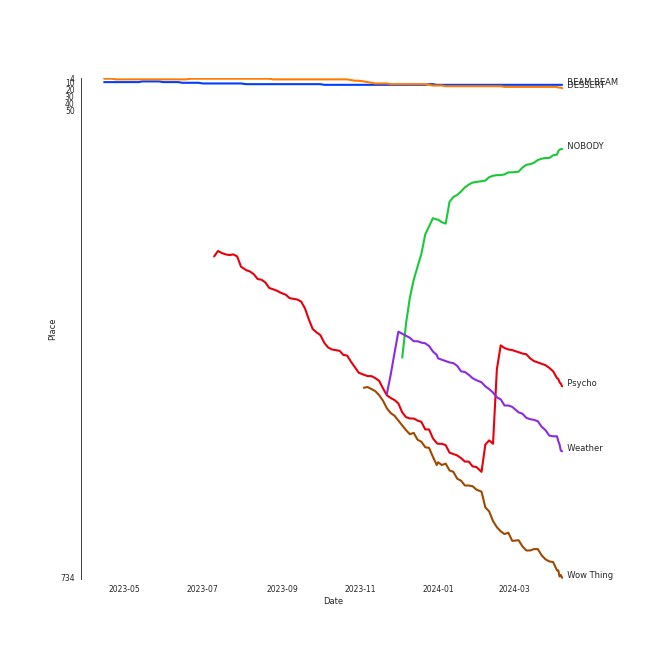 4
10
20
30
40
50
734
Place
BEAM BEAM
DESSERT
NOBODY
Psycho
Weather
Wow Thing
2023-05
2023-07
2023-09
2023-11
2024-01
2024-03
Date